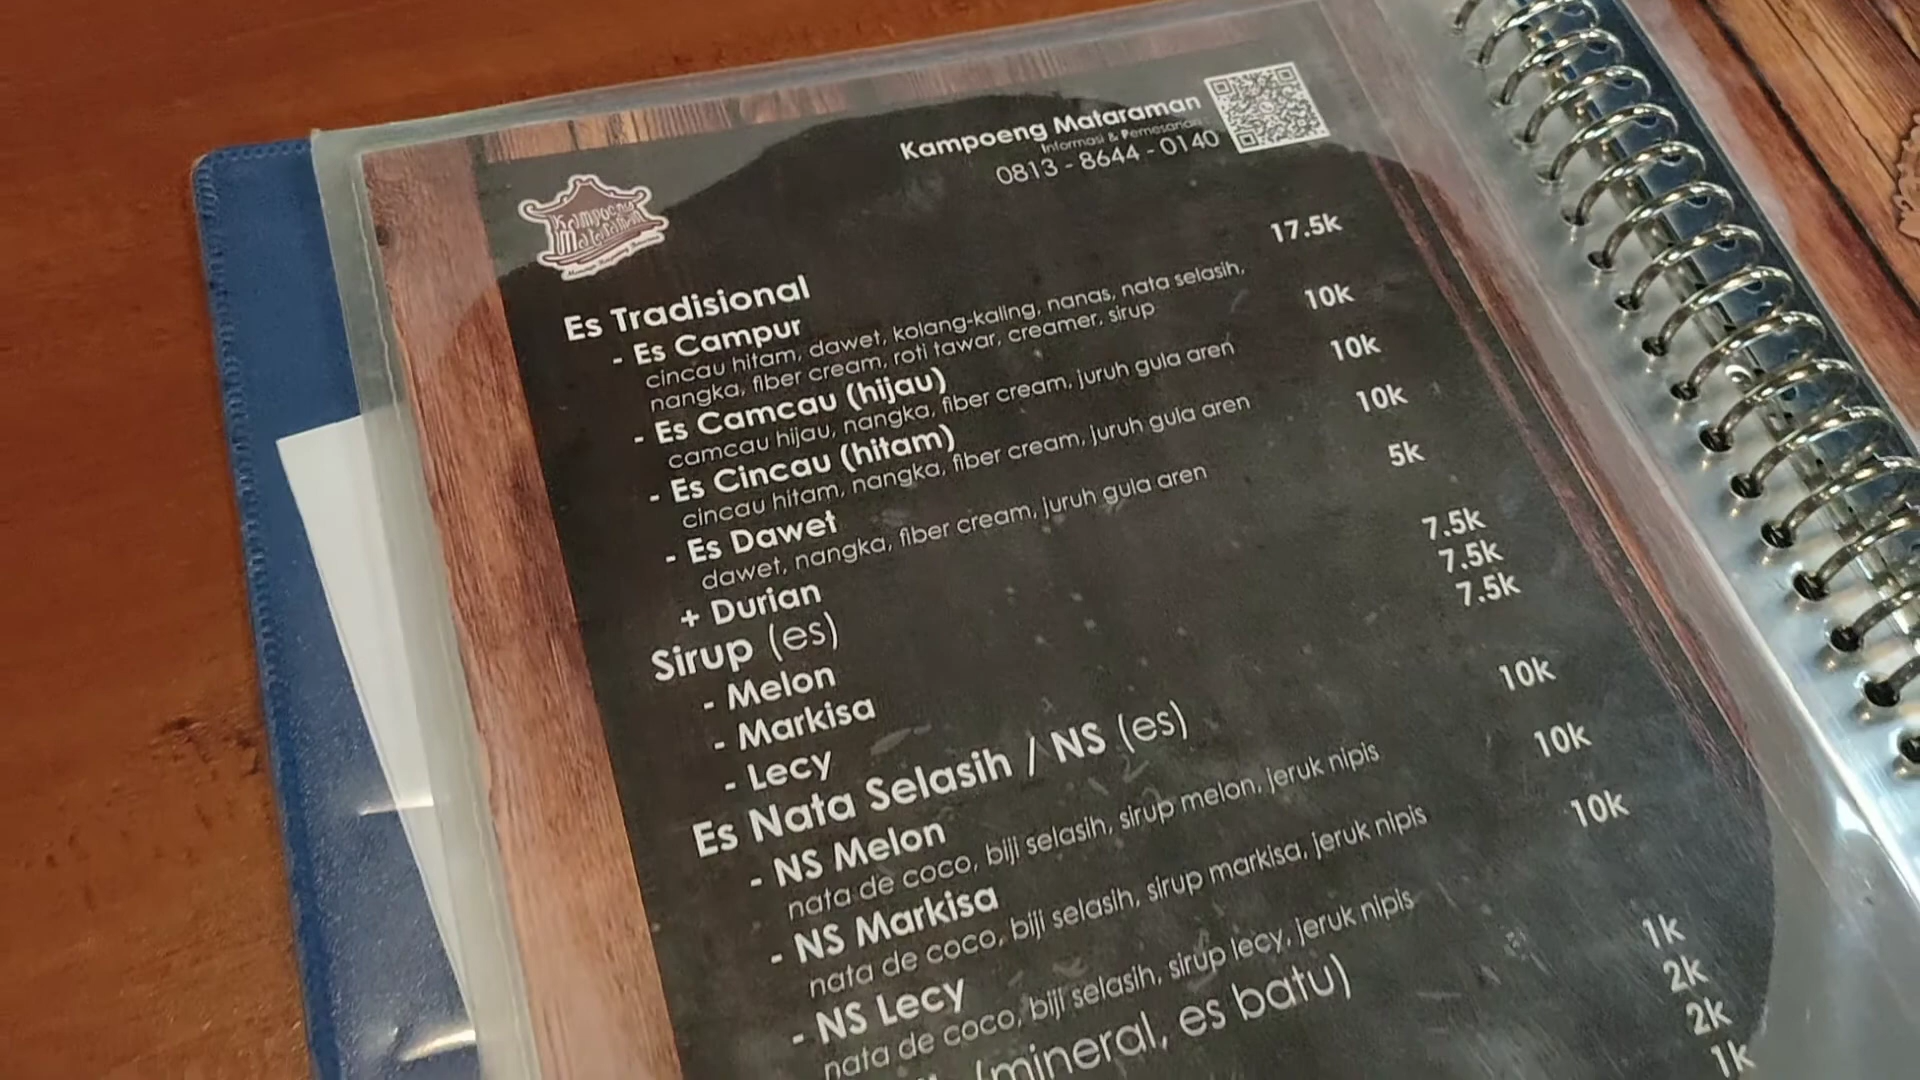 Kampoeng Mataraman
Informasi & Pemesanan
0813 - 8644 - 0140
Kampoeng
Mataraman
Es Tradisional
- Es Campur 17.5k
cincau hitam, dawet, kolang-kaling, nanas, nata selasih,
nangka, fiber cream, roti tawar, creamer, sirup
- Es Camcau (hijau) 10k
camcau hijau, nangka, fiber cream, juruh gula aren
- Es Cincau (hitam) 10k
cincau hitam, nangka, fiber cream, juruh gula aren
- Es Dawet 10k
dawet, nangka, fiber cream, juruh gula aren
+ Durian 5k
Sirup (es)
- Melon 7.5k
- Markisa 7.5k
- Lecy 7.5k
Es Nata Selasih / NS (es)
- NS Melon 10k
nata de coco, biji selasih, sirup melon, jeruk nipis
- NS Markisa 10k
nata de coco, biji selasih, sirup markisa, jeruk nipis
- NS Lecy 10k
nata de coco, biji selasih, sirup lecy, jeruk nipis
(mineral, es batu)
1k
2k
2k
1k